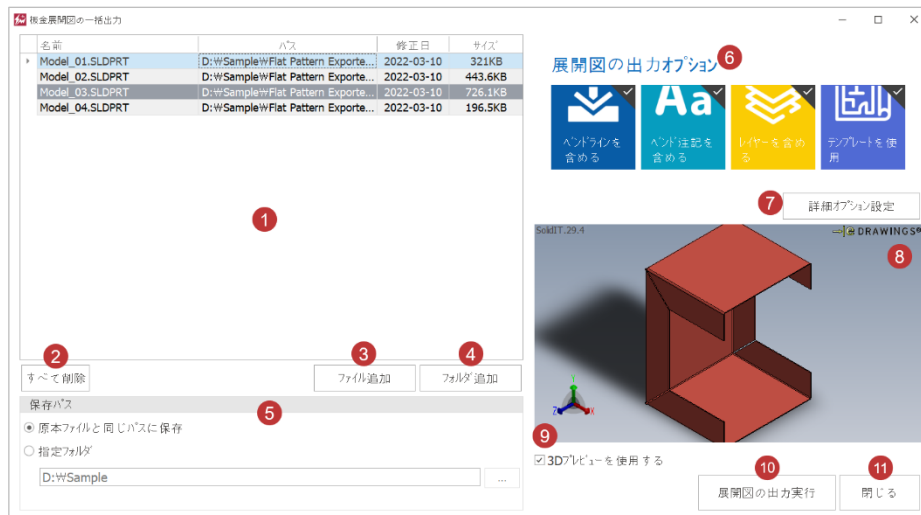 板金展開図の一括出力
名前 パス 修正日 サイズ
Model_01.SLDPRT D:₩Sample₩Flat Pattern Exporte... 2022-03-10 321KB
Model_02.SLDPRT D:₩Sample₩Flat Pattern Exporte... 2022-03-10 443.6KB
Model_03.SLDPRT D:₩Sample₩Flat Pattern Exporte... 2022-03-10 726.1KB
Model_04.SLDPRT D:₩Sample₩Flat Pattern Exporte... 2022-03-10 196.5KB
1
2
すべて削除
3
ファイル追加
4
フォルダ追加
保存パス
5
原本ファイルと同じパスに保存
指定フォルダ
D:₩Sample
...
展開図の出力オプション
6
ベンドラインを
含める
Aa
ベンド注記を
含める
レイヤーを含め
る
テンプレートを使
用
7
詳細オプション設定
SoldIT.29.4
eDRAWINGS®
8
Y
Z
X
9
3Dプレビューを使用する
10
展開図の出力実行
11
閉じる